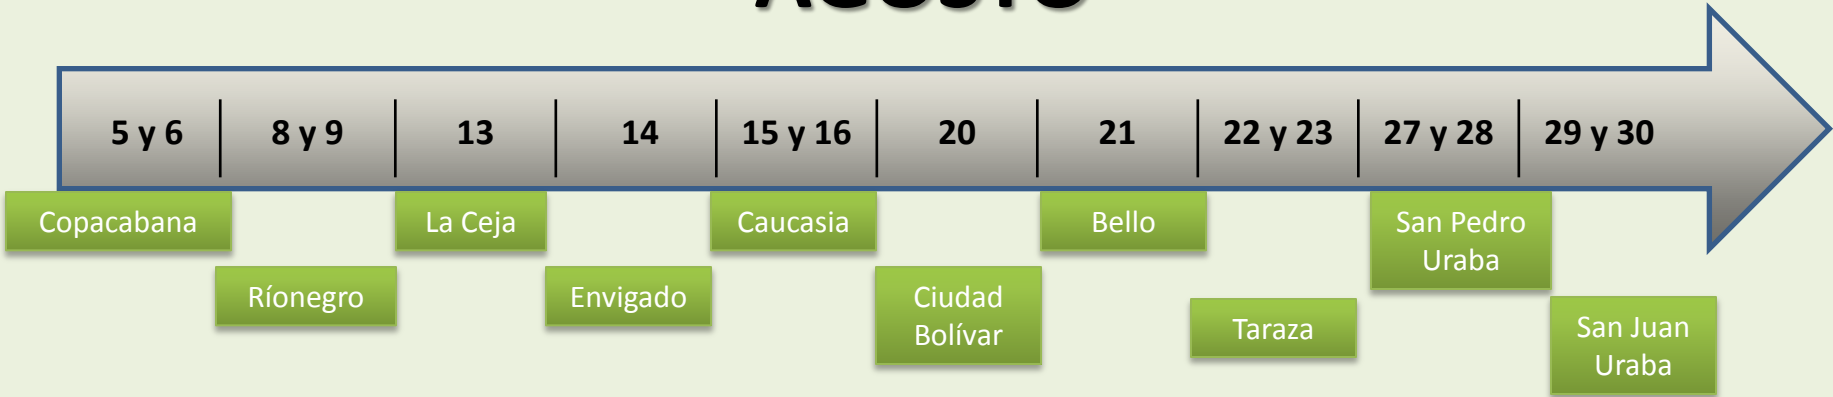 AGOSTO
5 y 6
8 y 9
13
14
15 y 16
20
21
22 y 23
27 y 28
29 y 30
Copacabana
La Ceja
Caucasia
Bello
San Pedro
Uraba
Ríonegro
Envigado
Ciudad
Bolívar
Taraza
San Juan
Uraba